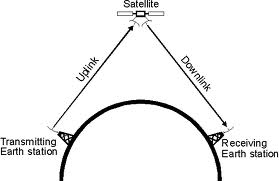 Satellite
Uplink
Downlink
Transmitting
Earth station
Receiving
Earth station